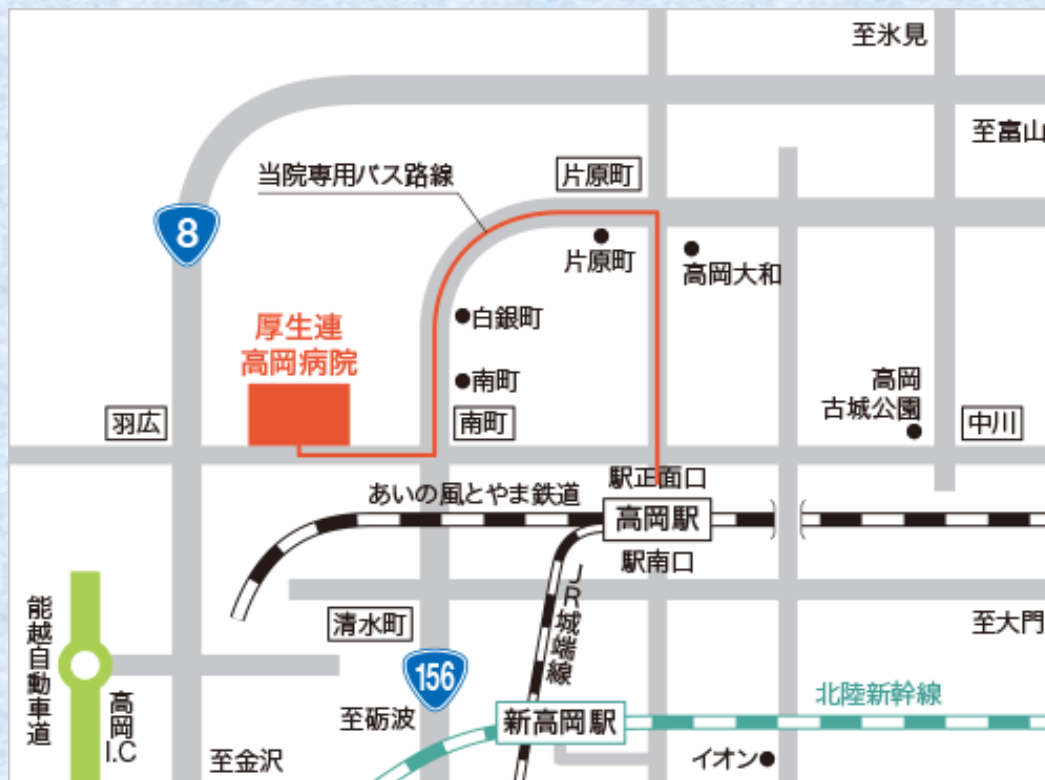 至氷見
至富山
当院専用バス路線
片原町
8
片原町
高岡大和
白銀町
厚生連
高岡病院
南町
高岡
古城公園
羽広
南町
中川
駅正面口
あいの風とやま鉄道
高岡駅
駅南口
JR城端線
能越自動車道
清水町
至大門
156
高岡
I.C
至砺波
北陸新幹線
新高岡駅
至金沢
イオン